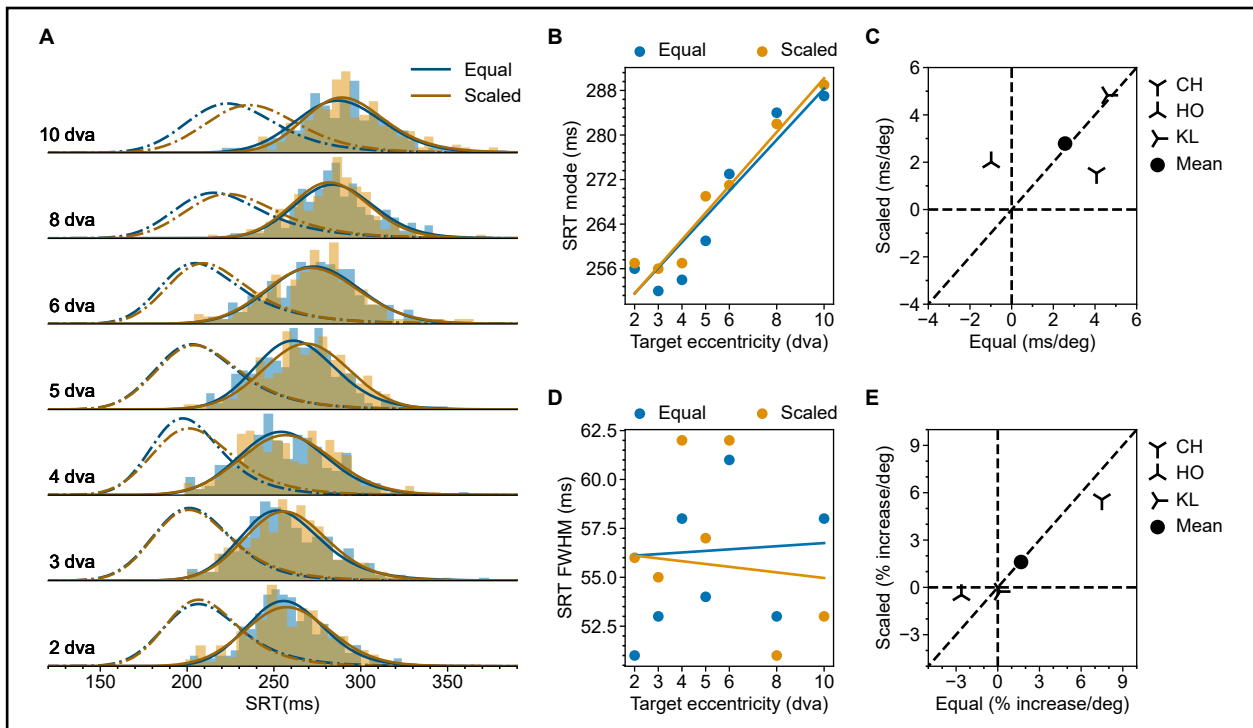 A
Equal
Scaled
10 dva
8 dva
6 dva
5 dva
4 dva
3 dva
2 dva
150 200 250 300 350
SRT(ms)
B
Equal Scaled
SRT mode (ms)
288
280
272
264
256
2 3 4 5 6 8 10
Target eccentricity (dva)
C
Scaled (ms/deg)
6
4
2
0
−2
−4
−4 −2 0 2 4 6
Equal (ms/deg)
CH
HO
KL
Mean
D
Equal Scaled
SRT FWHM (ms)
62.5
60.0
57.5
55.0
52.5
2 3 4 5 6 8 10
Target eccentricity (dva)
E
Scaled (% increase/deg)
9
6
3
0
−3
−3 0 3 6 9
Equal (% increase/deg)
CH
HO
KL
Mean